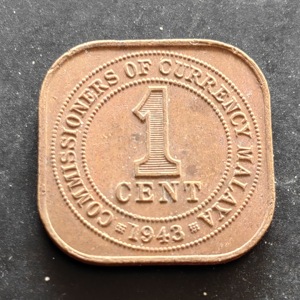 COMMISSIONERS OF CURRENCY MALAYA
1
CENT
1943